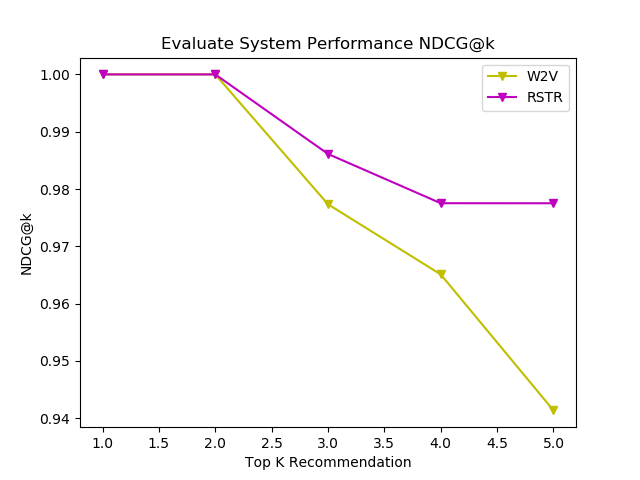 Evaluate System Performance NDCG@k
W2V
RSTR
1.00
0.99
0.98
0.97
0.96
0.95
0.94
NDCG@k
1.0 1.5 2.0 2.5 3.0 3.5 4.0 4.5 5.0
Top K Recommendation